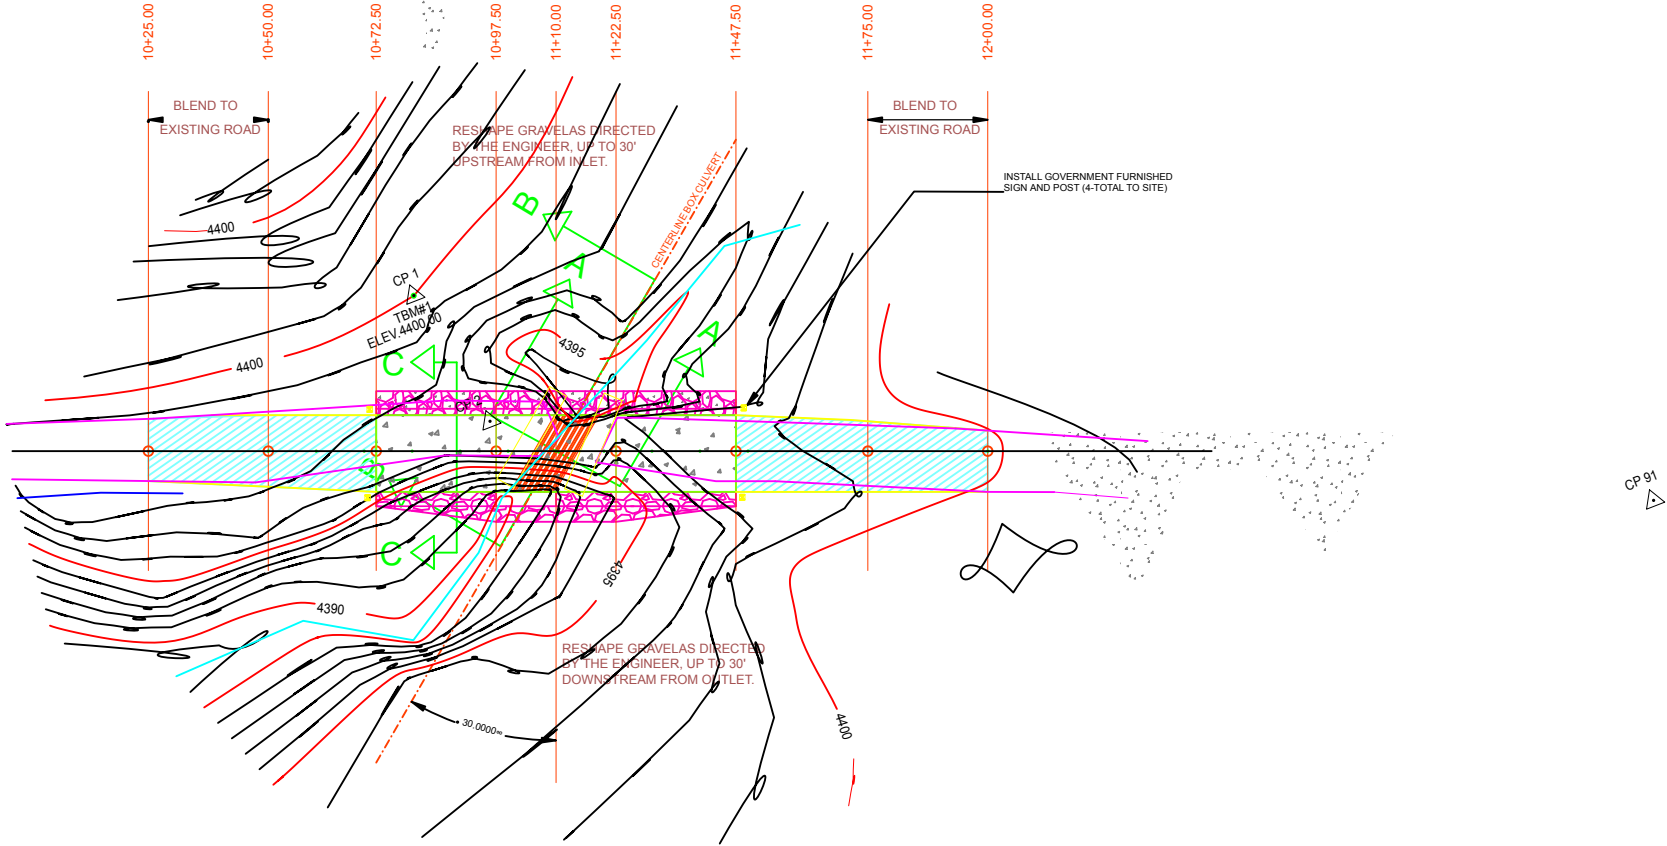 10+25.00
10+50.00
10+72.50
10+97.50
11+10.00
11+22.50
11+47.50
11+75.00
12+00.00
BLEND TO
EXISTING ROAD
BLEND TO
EXISTING ROAD
RESHAPE GRAVELAS DIRECTED
BY THE ENGINEER, UP TO 30'
UPSTREAM FROM INLET.
CENTERLINE BOX CULVERT
INSTALL GOVERNMENT FURNISHED
SIGN AND POST (4-TOTAL TO SITE)
B
A
4400
CP 1
TBM#1
ELEV.4400.00
A
4395
4400
C
CP 2
B
CP 91
C
4395
4390
RESHAPE GRAVELAS DIRECTED
BY THE ENGINEER, UP TO 30'
DOWNSTREAM FROM OUTLET.
30.0000
4400